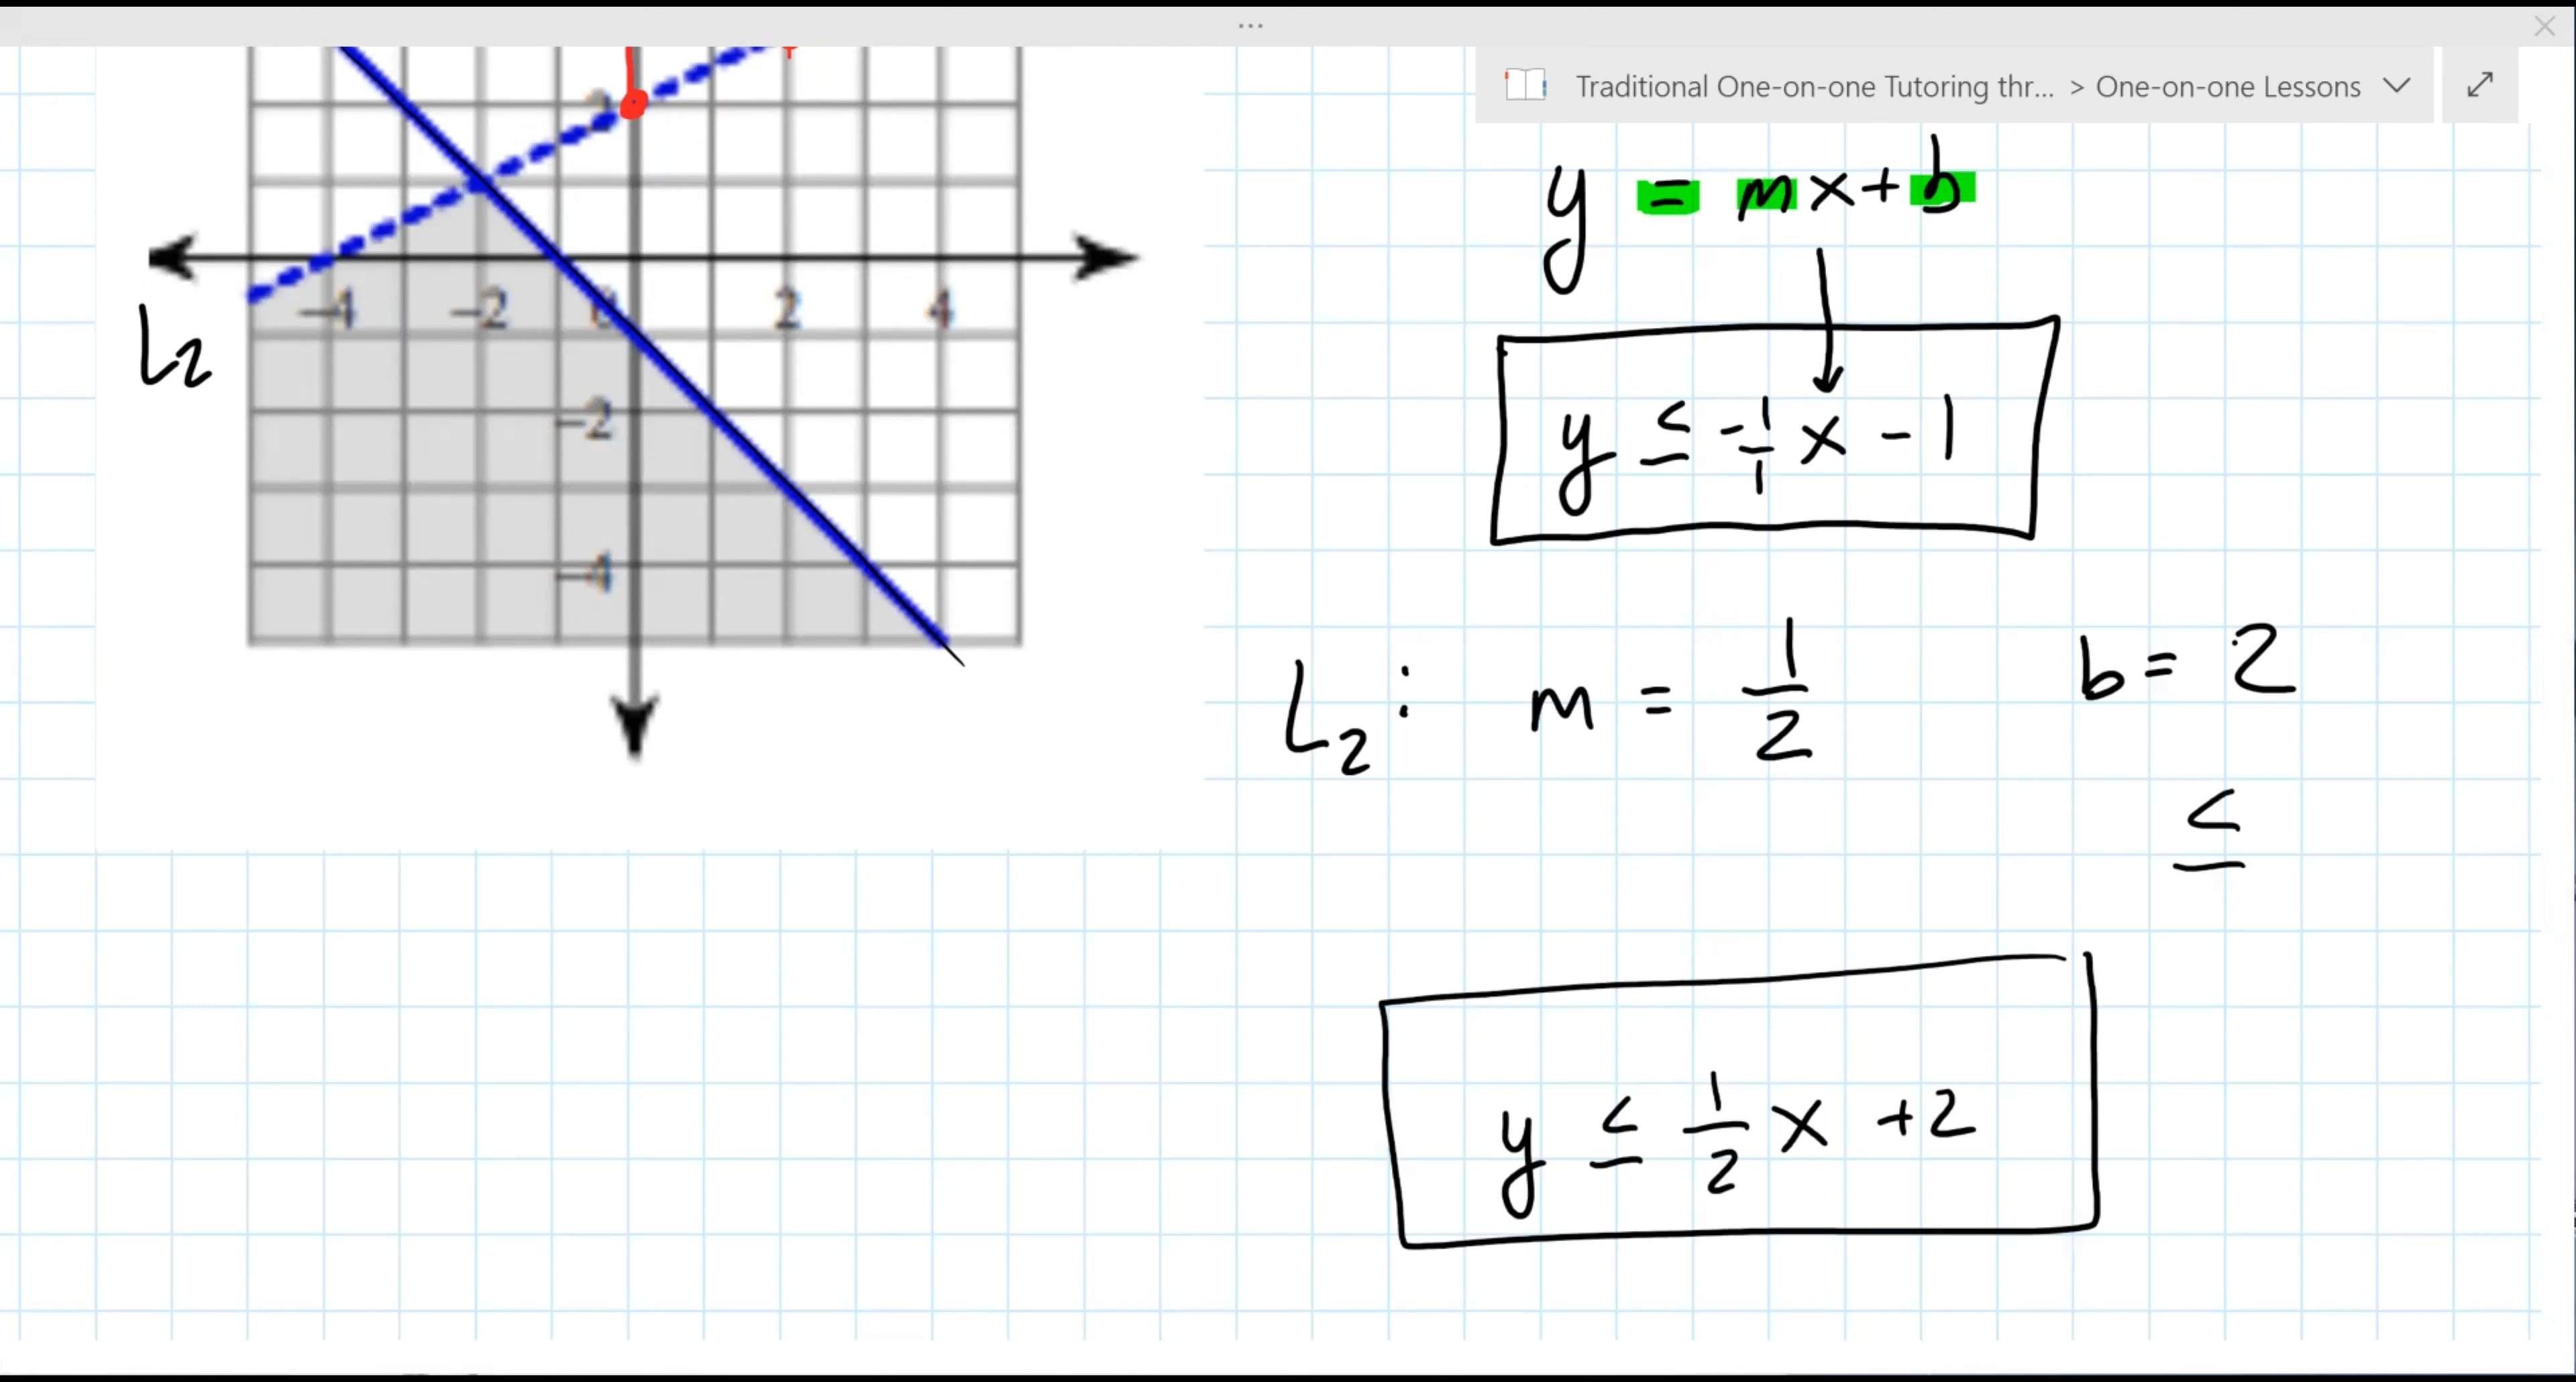 ...
Traditional One-on-one Tutoring thr... > One-on-one Lessons
2
-4 -2 0 2 4
-2
-4
L2
y = mx+b
y ≤ -1/1 x - 1
L2: m = 1/2 b = 2
≤
y ≤ 1/2 x +2